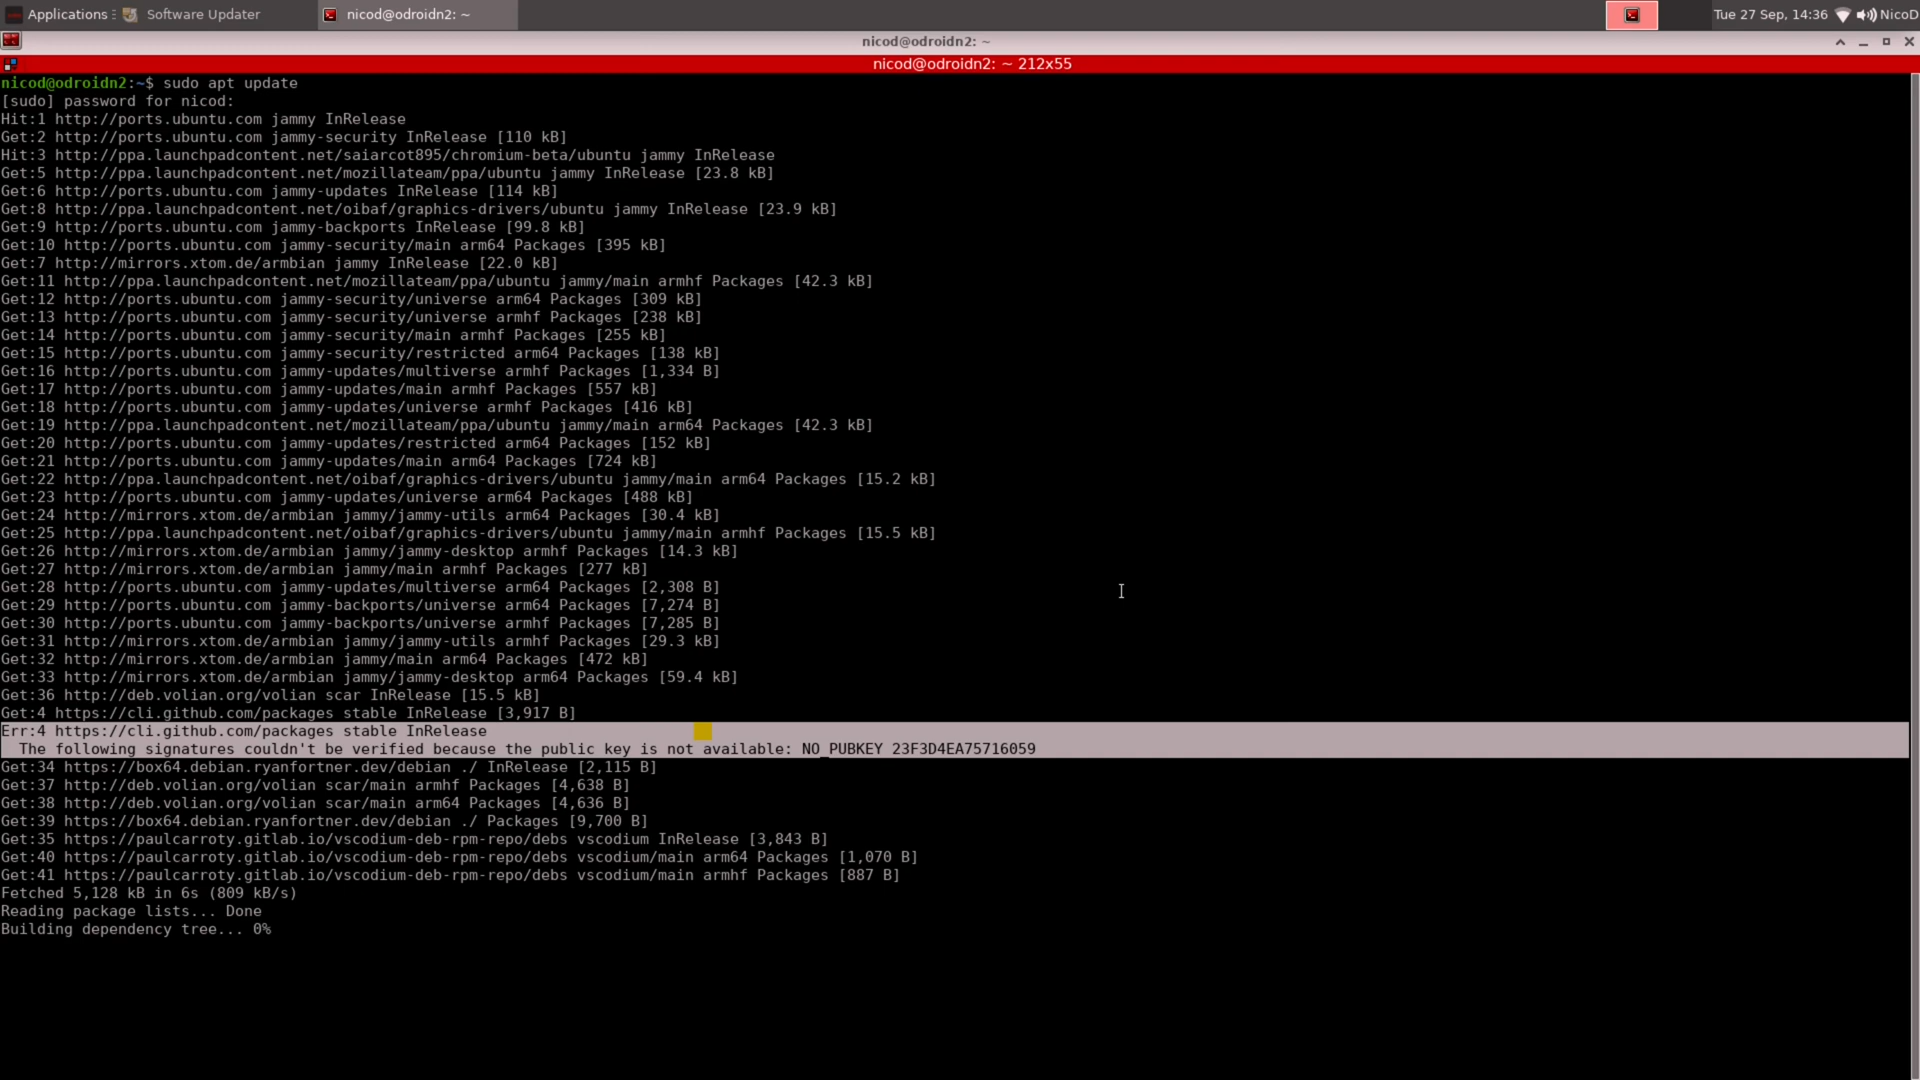 Applications
Software Updater
nicod@odroidn2: ~
Tue 27 Sep, 14:36
NicoD
nicod@odroidn2: ~
nicod@odroidn2: ~ 212x55
nicod@odroidn2:~$ sudo apt update
[sudo] password for nicod:
Hit:1 http://ports.ubuntu.com jammy InRelease
Get:2 http://ports.ubuntu.com jammy-security InRelease [110 kB]
Hit:3 http://ppa.launchpadcontent.net/saiarcot895/chromium-beta/ubuntu jammy InRelease
Get:5 http://ppa.launchpadcontent.net/mozillateam/ppa/ubuntu jammy InRelease [23.8 kB]
Get:6 http://ports.ubuntu.com jammy-updates InRelease [114 kB]
Get:8 http://ppa.launchpadcontent.net/oibaf/graphics-drivers/ubuntu jammy InRelease [23.9 kB]
Get:9 http://ports.ubuntu.com jammy-backports InRelease [99.8 kB]
Get:10 http://ports.ubuntu.com jammy-security/main arm64 Packages [395 kB]
Get:7 http://mirrors.xtom.de/armbian jammy InRelease [22.0 kB]
Get:11 http://ppa.launchpadcontent.net/mozillateam/ppa/ubuntu jammy/main armhf Packages [42.3 kB]
Get:12 http://ports.ubuntu.com jammy-security/universe arm64 Packages [309 kB]
Get:13 http://ports.ubuntu.com jammy-security/universe armhf Packages [238 kB]
Get:14 http://ports.ubuntu.com jammy-security/main armhf Packages [255 kB]
Get:15 http://ports.ubuntu.com jammy-security/restricted arm64 Packages [138 kB]
Get:16 http://ports.ubuntu.com jammy-updates/multiverse armhf Packages [1,334 B]
Get:17 http://ports.ubuntu.com jammy-updates/main armhf Packages [557 kB]
Get:18 http://ports.ubuntu.com jammy-updates/universe armhf Packages [416 kB]
Get:19 http://ppa.launchpadcontent.net/mozillateam/ppa/ubuntu jammy/main arm64 Packages [42.3 kB]
Get:20 http://ports.ubuntu.com jammy-updates/restricted arm64 Packages [152 kB]
Get:21 http://ports.ubuntu.com jammy-updates/main arm64 Packages [724 kB]
Get:22 http://ppa.launchpadcontent.net/oibaf/graphics-drivers/ubuntu jammy/main arm64 Packages [15.2 kB]
Get:23 http://ports.ubuntu.com jammy-updates/universe arm64 Packages [488 kB]
Get:24 http://mirrors.xtom.de/armbian jammy/jammy-utils arm64 Packages [30.4 kB]
Get:25 http://ppa.launchpadcontent.net/oibaf/graphics-drivers/ubuntu jammy/main armhf Packages [15.5 kB]
Get:26 http://mirrors.xtom.de/armbian jammy/jammy-desktop armhf Packages [14.3 kB]
Get:27 http://mirrors.xtom.de/armbian jammy/main armhf Packages [277 kB]
Get:28 http://ports.ubuntu.com jammy-updates/multiverse arm64 Packages [2,308 B]
Get:29 http://ports.ubuntu.com jammy-backports/universe arm64 Packages [7,274 B]
Get:30 http://ports.ubuntu.com jammy-backports/universe armhf Packages [7,285 B]
Get:31 http://mirrors.xtom.de/armbian jammy/jammy-utils armhf Packages [29.3 kB]
Get:32 http://mirrors.xtom.de/armbian jammy/main arm64 Packages [472 kB]
Get:33 http://mirrors.xtom.de/armbian jammy/jammy-desktop arm64 Packages [59.4 kB]
Get:36 http://deb.volian.org/volian scar InRelease [15.5 kB]
Get:4 https://cli.github.com/packages stable InRelease [3,917 B]
Err:4 https://cli.github.com/packages stable InRelease
The following signatures couldn't be verified because the public key is not available: NO_PUBKEY 23F3D4EA75716059
Get:34 https://box64.debian.ryanfortner.dev/debian ./ InRelease [2,115 B]
Get:37 http://deb.volian.org/volian scar/main armhf Packages [4,638 B]
Get:38 http://deb.volian.org/volian scar/main arm64 Packages [4,636 B]
Get:39 https://box64.debian.ryanfortner.dev/debian ./ Packages [9,700 B]
Get:35 https://paulcarroty.gitlab.io/vscodium-deb-rpm-repo/debs vscodium InRelease [3,843 B]
Get:40 https://paulcarroty.gitlab.io/vscodium-deb-rpm-repo/debs vscodium/main arm64 Packages [1,070 B]
Get:41 https://paulcarroty.gitlab.io/vscodium-deb-rpm-repo/debs vscodium/main armhf Packages [887 B]
Fetched 5,128 kB in 6s (809 kB/s)
Reading package lists... Done
Building dependency tree... 0%